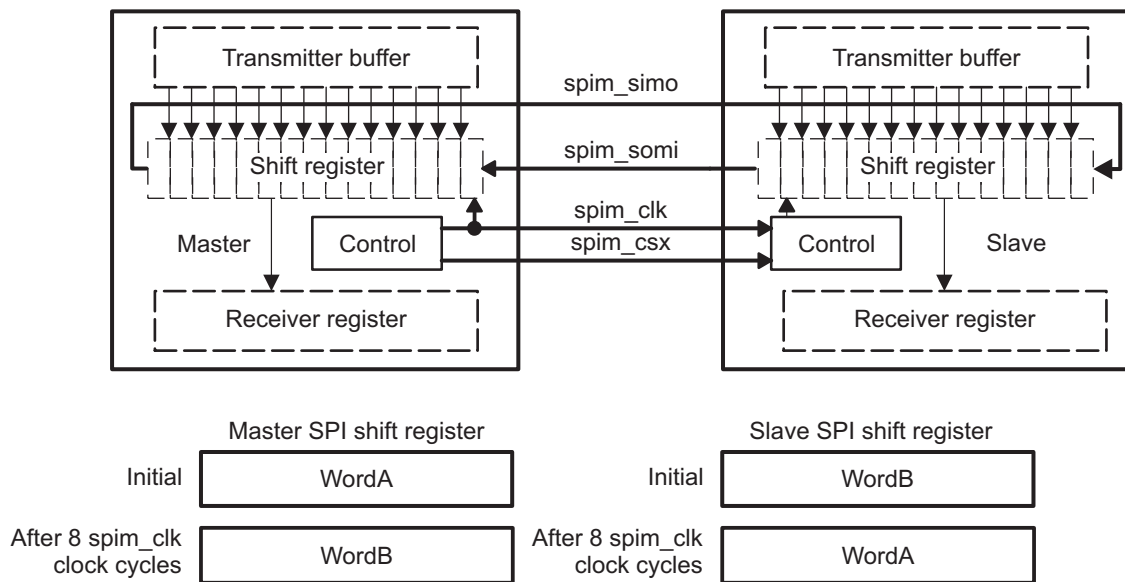 Transmitter buffer
Transmitter buffer
spim_simo
Shift register
spim_somi
Shift register
spim_clk
Master
Control
spim_csx
Control
Slave
Receiver register
Receiver register
Master SPI shift register
Slave SPI shift register
Initial
WordA
Initial
WordB
After 8 spim_clk
clock cycles
WordB
After 8 spim_clk
clock cycles
WordA